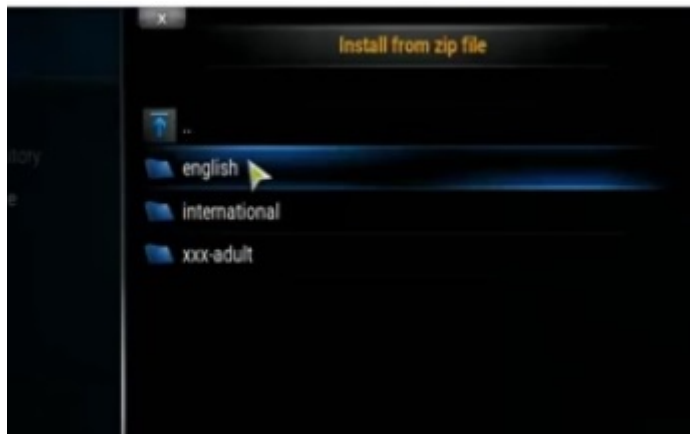 x
Install from zip file
..
english
international
xxx-adult